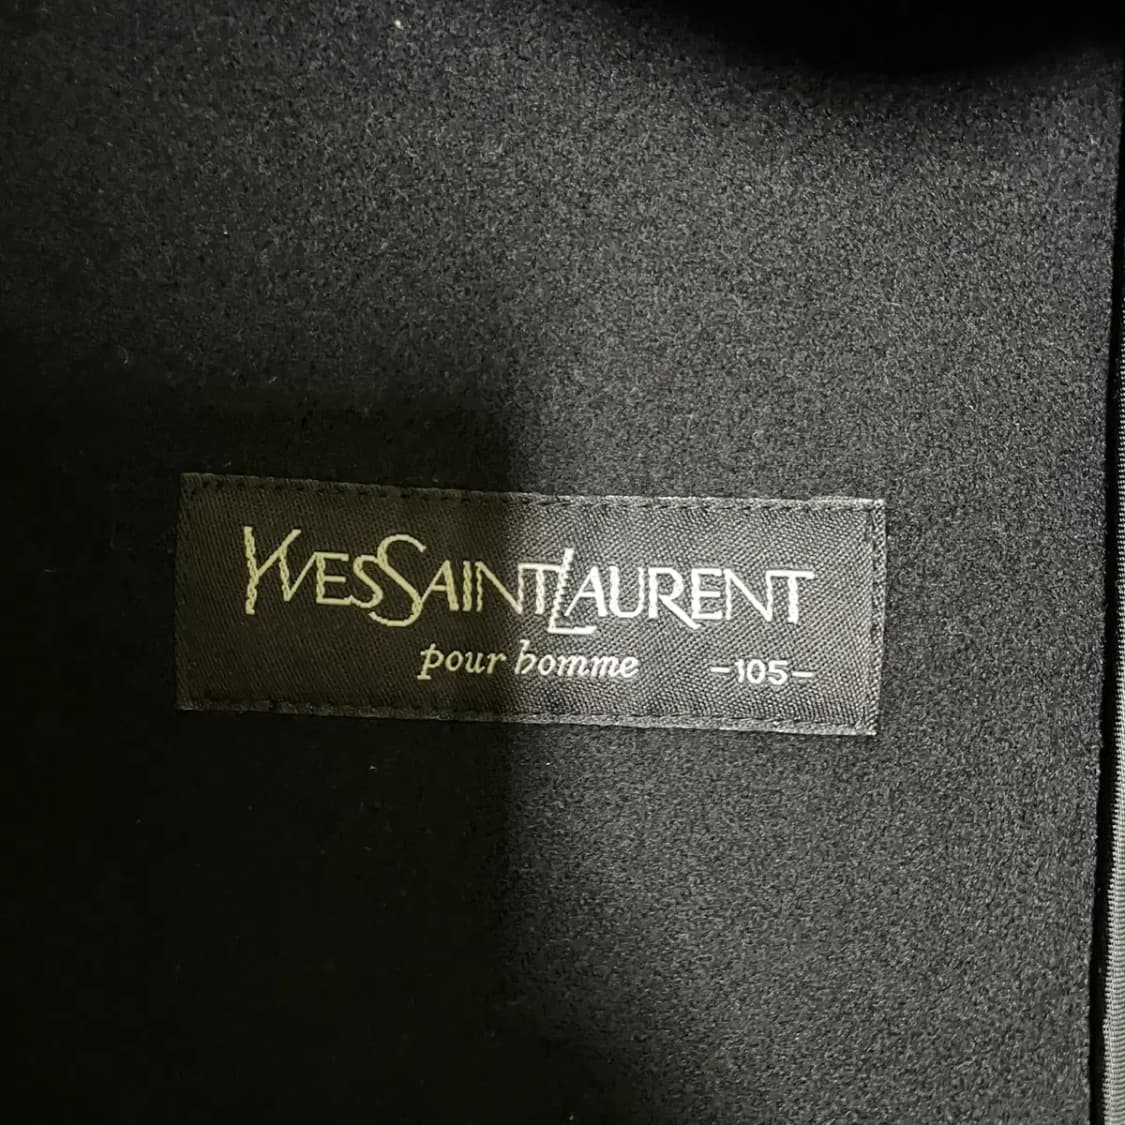 YVESSAINTLAURENT
pour homme -105-